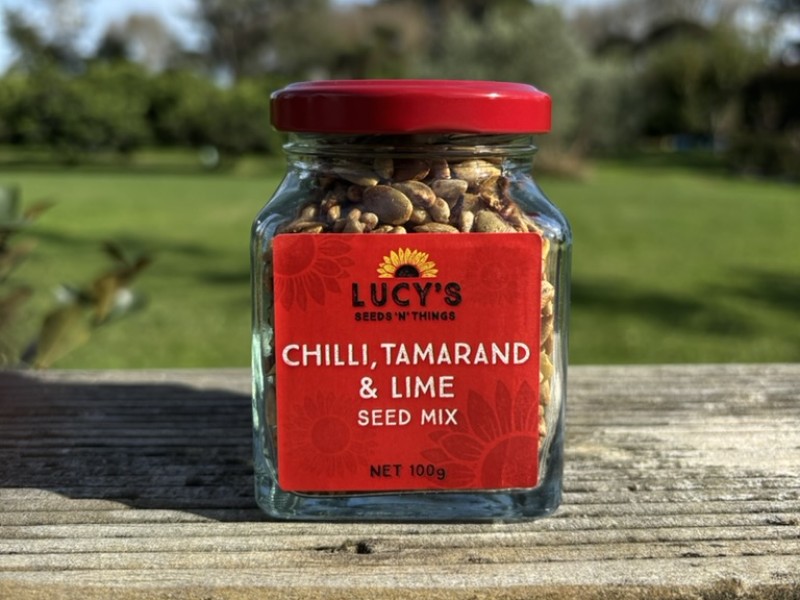 LUCY'S
SEEDS 'N' THINGS
CHILLI, TAMARAND
& LIME
SEED MIX
NET 100g